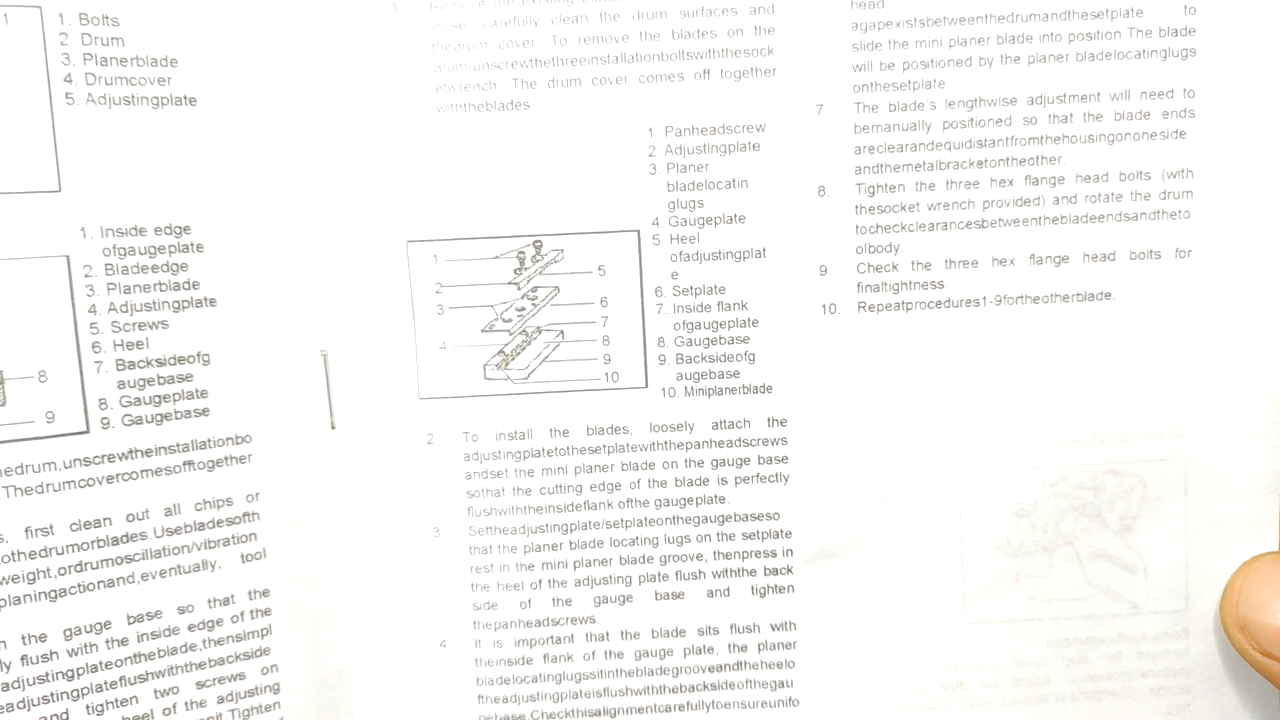 1
1. Bolts
2. Drum
3. Planerblade
4. Drumcover
5. Adjustingplate
1. Inside edge
ofgaugeplate
2. Bladeedge
3. Planerblade
4. Adjustingplate
5. Screws
6. Heel
7. Backsideofg
augebase
8. Gaugeplate
9. Gaugebase
8
9
edrum,unscrewtheinstallationbo
.Thedrumcovercomesofftogether
s, first clean out all chips or
othedrumorblades.Usebladesofth
weight,ordrumoscillation/vibration
planingactionand,eventually, tool
the gauge base so that the
ly flush with the inside edge of the
adjustingplateontheblade,thensimpl
eadjustingplateflushwiththebackside
and tighten two screws on
heel of the adjusting
Tighten
1 Remove the existing
carefully clean the drum surfaces and
thedrum cover. To remove the blades on the
drum,unscrewthethreeinstallationboltswiththesock
etwrench. The drum cover comes off together
withtheblades
1 Panheadscrew
2. Adjustingplate
3. Planer
bladelocatin
glugs
4. Gaugeplate
5. Heel
ofadjustingplat
e
6. Setplate
7. Inside flank
ofgaugeplate
8. Gaugebase
9. Backsideofg
augebase
10. Miniplanerblade
1
2
3
4
5
6
7
8
9
10
2 To install the blades, loosely attach the
adjustingplatetothesetplatewiththepanheadscrews
andset the mini planer blade on the gauge base
sothat the cutting edge of the blade is perfectly
flushwiththeinsideflank ofthe gaugeplate.
3 Settheadjustingplate/setplateonthegaugebaseso
that the planer blade locating lugs on the setplate
rest in the mini planer blade groove, thenpress in
the heel of the adjusting plate flush withthe back
side of the gauge base and tighten
thepanheadscrews.
4 It is important that the blade sits flush with
theinside flank of the gauge plate, the planer
bladelocatinglugssitinthebladegrooveandtheheelo
ftheadjustingplateisflushwiththebacksideofthegau
gebase.Checkthisalignmentcarefullytoensureunifo
head
agapexistsbetweenthedrumandthesetplate to
slide the mini planer blade into position.The blade
will be positioned by the planer bladelocatinglugs
onthesetplate
7. The blade's lengthwise adjustment will need to
bemanually positioned so that the blade ends
areclearandequidistantfromthehousingononeside
andthemetalbracketontheother.
8. Tighten the three hex flange head bolts (with
thesocket wrench provided) and rotate the drum
tocheckclearancesbetweenthebladeendsandtheto
olbody.
9. Check the three hex flange head bolts for
finaltightness.
10. Repeatprocedures1-9fortheotherblade.